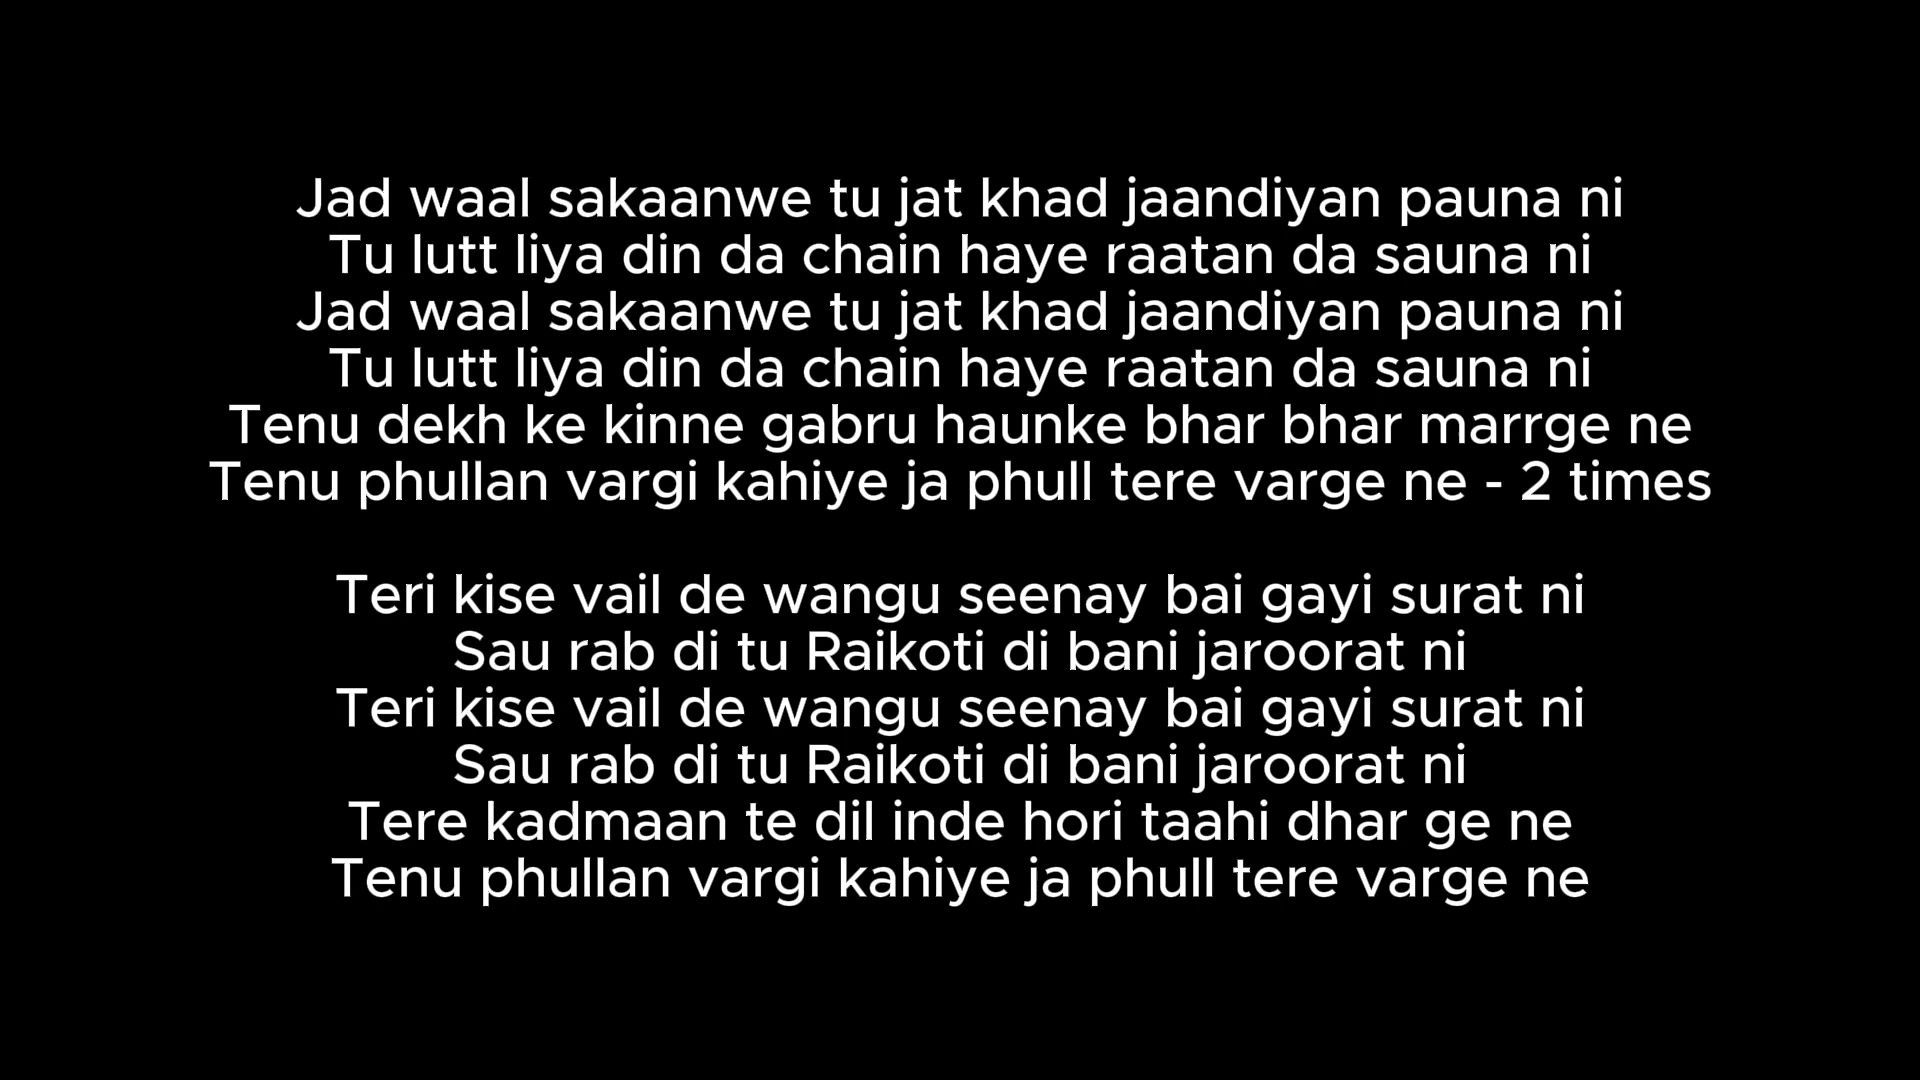 Jad waal sakaanwe tu jat khad jaandiyan pauna ni
Tu lutt liya din da chain haye raatan da sauna ni
Jad waal sakaanwe tu jat khad jaandiyan pauna ni
Tu lutt liya din da chain haye raatan da sauna ni
Tenu dekh ke kinne gabru haunke bhar bhar marrge ne
Tenu phullan vargi kahiye ja phull tere varge ne - 2 times
Teri kise vail de wangu seenay bai gayi surat ni
Sau rab di tu Raikoti di bani jaroorat ni
Teri kise vail de wangu seenay bai gayi surat ni
Sau rab di tu Raikoti di bani jaroorat ni
Tere kadmaan te dil inde hori taahi dhar ge ne
Tenu phullan vargi kahiye ja phull tere varge ne